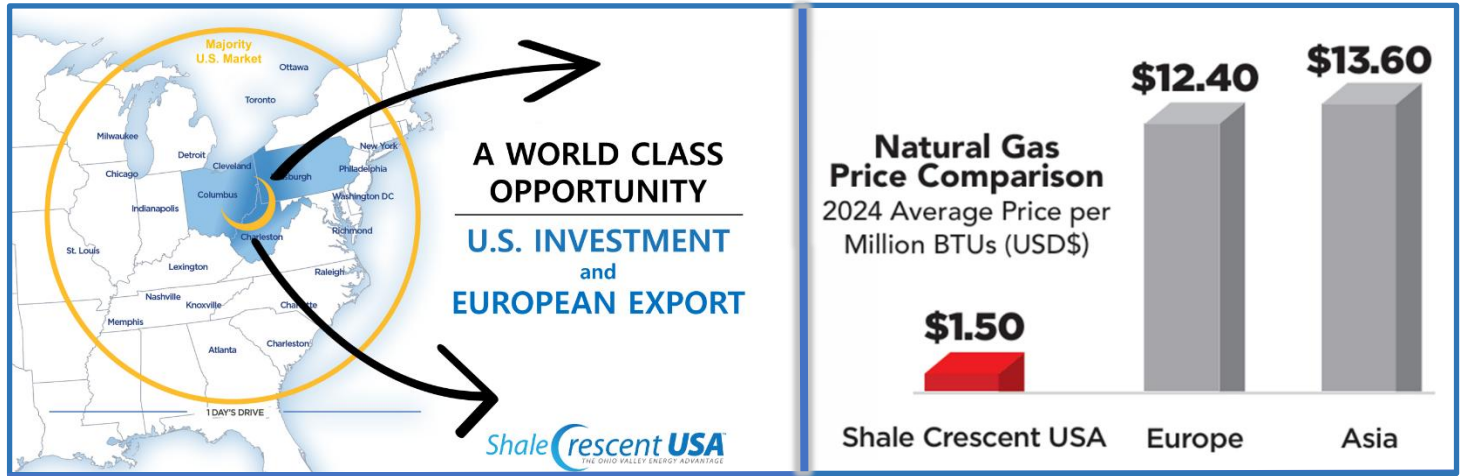 Majority
U.S. Market
Ottawa
Toronto
Milwaukee
Detroit
Chicago
Cleveland
New York
burgh
Philadelphia
Columbus
Washington DC
Indianapolis
Richmond
Charleston
St. Louis
Lexington
Raleigh
Nashville
Knoxville
Memphis
Charleston
Atlanta
1 DAY'S DRIVE
A WORLD CLASS
OPPORTUNITY
U.S. INVESTMENT
and
EUROPEAN EXPORT
Shale Crescent USA™
THE OHIO VALLEY ENERGY ADVANTAGE
Natural Gas
Price Comparison
2024 Average Price per
Million BTUs (USD$)
$1.50
$12.40
$13.60
Shale Crescent USA
Europe
Asia